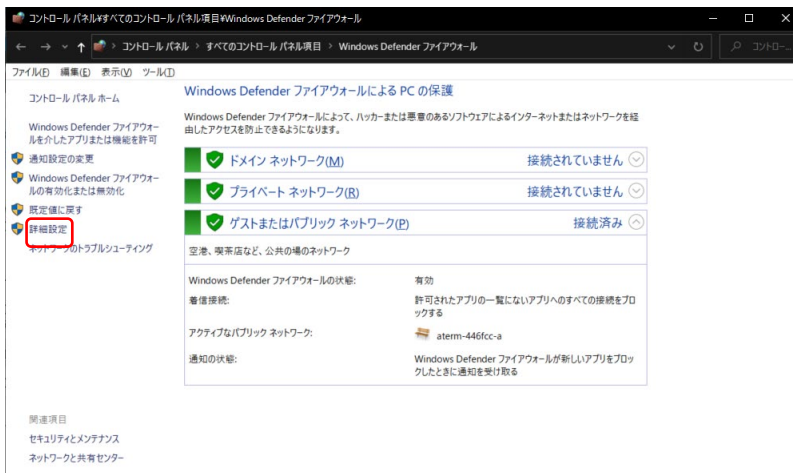 コントロール パネル¥すべてのコントロール パネル項目¥Windows Defender ファイアウォール
コントロール パネル › すべてのコントロール パネル項目 › Windows Defender ファイアウォール
コントロー...
ファイル(F) 編集(E) 表示(V) ツール(T)
コントロール パネル ホーム
Windows Defender ファイアウォー
ルを介したアプリまたは機能を許可
通知設定の変更
Windows Defender ファイアウォー
ルの有効化または無効化
既定値に戻す
詳細設定
ネットワークのトラブルシューティング
Windows Defender ファイアウォールによる PC の保護
Windows Defender ファイアウォールによって、ハッカーまたは悪意のあるソフトウェアによるインターネットまたはネットワークを経
由したアクセスを防止できるようになります。
ドメイン ネットワーク(M) 接続されていません
プライベート ネットワーク(R) 接続されていません
ゲストまたはパブリック ネットワーク(P) 接続済み
空港、喫茶店など、公共の場のネットワーク
Windows Defender ファイアウォールの状態: 有効
着信接続: 許可されたアプリの一覧にないアプリへのすべての接続をブロ
ックする
アクティブなパブリック ネットワーク: aterm-446fcc-a
通知の状態: Windows Defender ファイアウォールが新しいアプリをブロッ
クしたときに通知を受け取る
関連項目
セキュリティとメンテナンス
ネットワークと共有センター